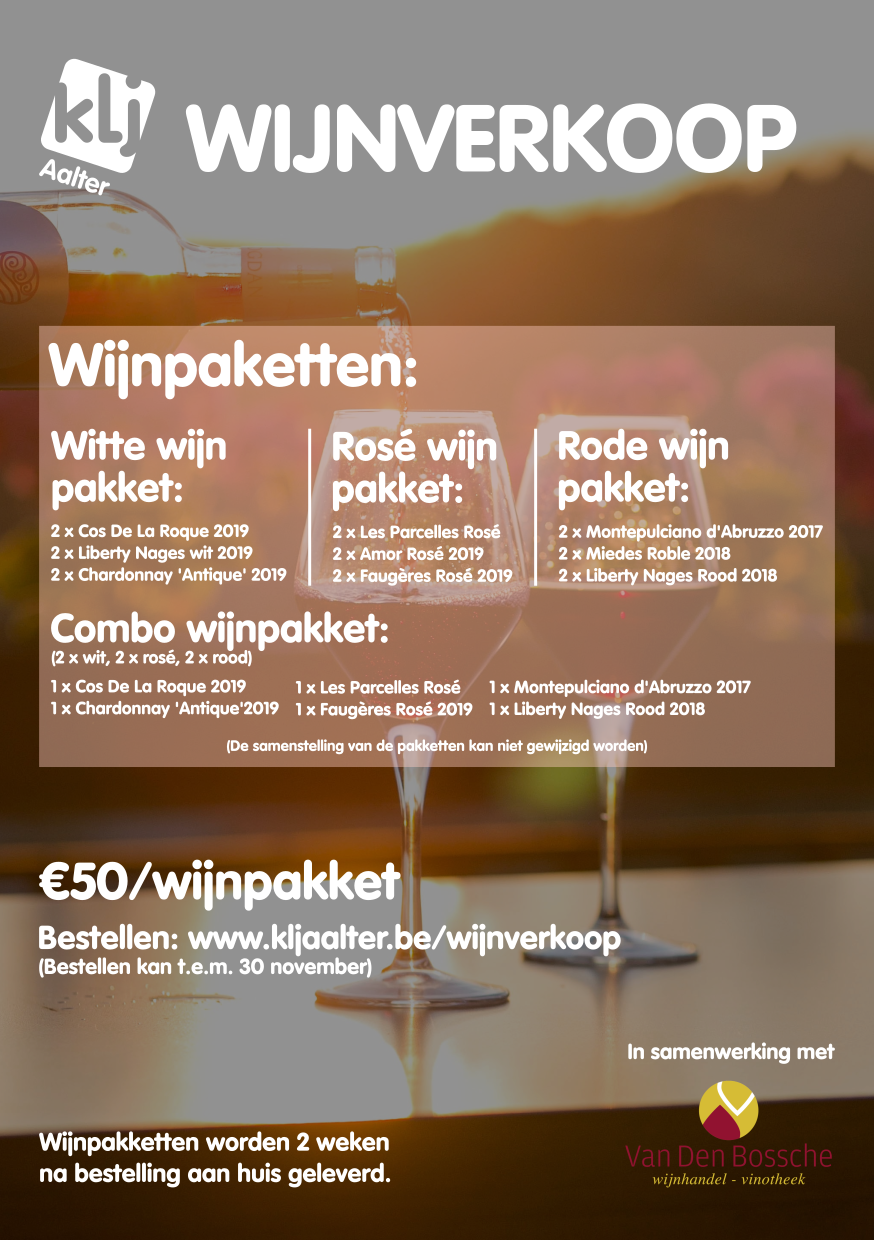 klj
Aalter
WIJNVERKOOP
Wijnpaketten:
Witte wijn
pakket:
2 x Cos De La Roque 2019
2 x Liberty Nages wit 2019
2 x Chardonnay 'Antique' 2019
Rosé wijn
pakket:
2 x Les Parcelles Rosé
2 x Amor Rosé 2019
2 x Faugères Rosé 2019
Rode wijn
pakket:
2 x Montepulciano d'Abruzzo 2017
2 x Miedes Roble 2018
2 x Liberty Nages Rood 2018
Combo wijnpakket:
(2 x wit, 2 x rosé, 2 x rood)
1 x Cos De La Roque 2019
1 x Chardonnay 'Antique'2019
1 x Les Parcelles Rosé
1 x Faugères Rosé 2019
1 x Montepulciano d'Abruzzo 2017
1 x Liberty Nages Rood 2018
(De samenstelling van de pakketten kan niet gewijzigd worden)
€50/wijnpakket
Bestellen: www.kljaalter.be/wijnverkoop
(Bestellen kan t.e.m. 30 november)
In samenwerking met
Van Den Bossche
wijnhandel - vinotheek
Wijnpakketten worden 2 weken
na bestelling aan huis geleverd.